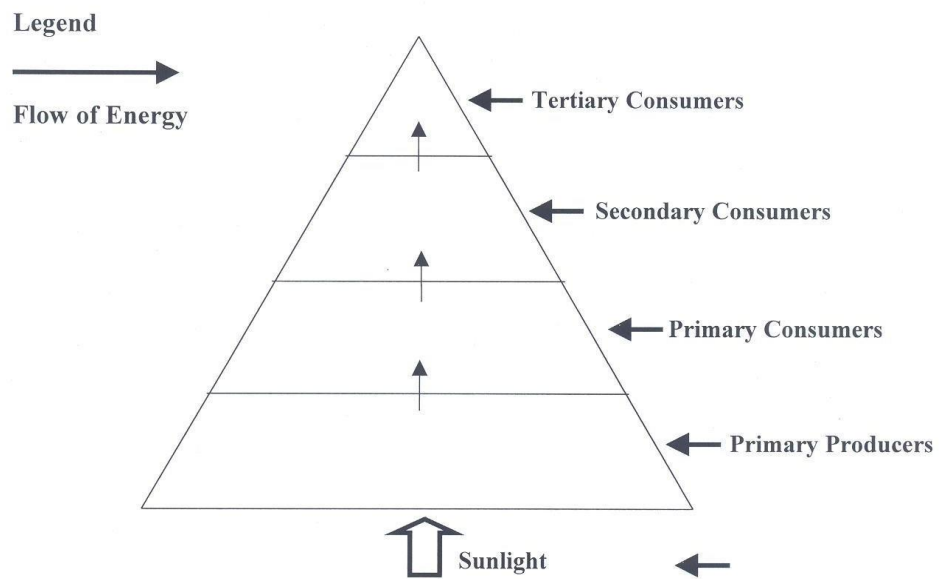 Legend
Flow of Energy
Tertiary Consumers
Secondary Consumers
Primary Consumers
Primary Producers
Sunlight